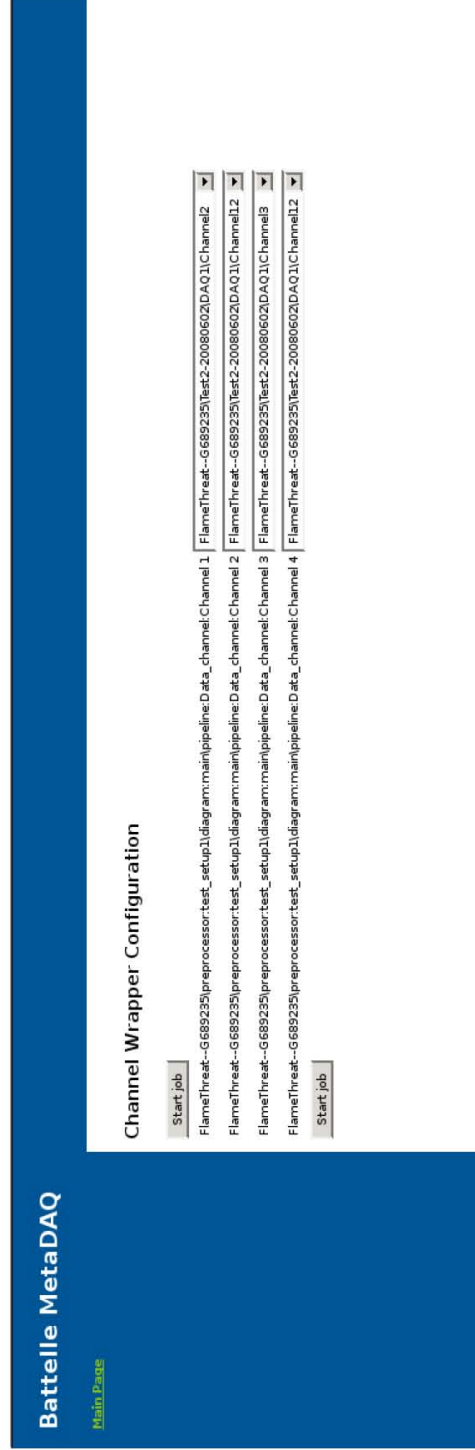 Battelle MetaDAQ
Main Page
Channel Wrapper Configuration
Start job
FlameThreat--G689235\preprocessor:test_setup1\diagram:main\pipeline:Data_channel:Channel 1 FlameThreat--G689235\Test2-20080602\DAQ1\Channel2
FlameThreat--G689235\preprocessor:test_setup1\diagram:main\pipeline:Data_channel:Channel 2 FlameThreat--G689235\Test2-20080602\DAQ1\Channel12
FlameThreat--G689235\preprocessor:test_setup1\diagram:main\pipeline:Data_channel:Channel 3 FlameThreat--G689235\Test2-20080602\DAQ1\Channel3
FlameThreat--G689235\preprocessor:test_setup1\diagram:main\pipeline:Data_channel:Channel 4 FlameThreat--G689235\Test2-20080602\DAQ1\Channel12
Start job